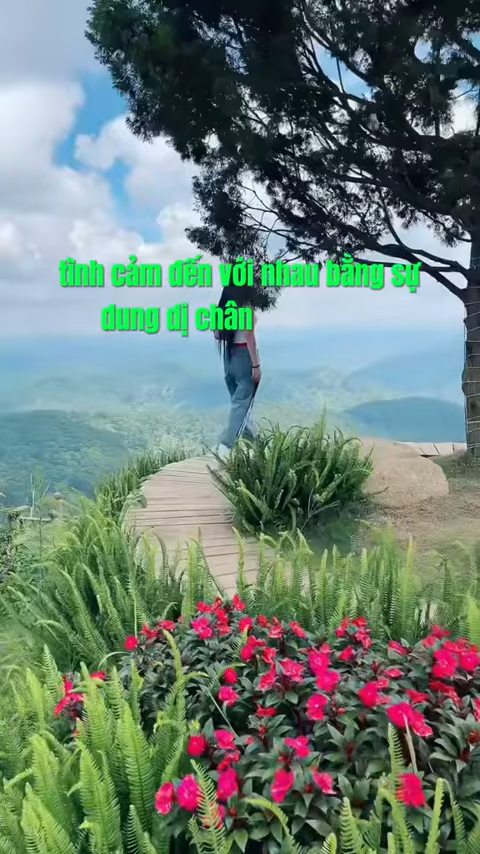 tình cảm đến với nhau bằng sự
dung dị chân